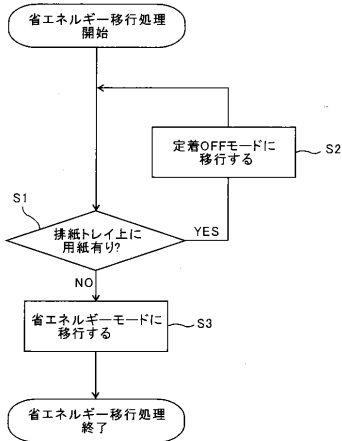 省エネルギー移行処理
開始
定着OFFモードに
移行する
S2
S1
排紙トレイ上に
用紙有り?
YES
NO
省エネルギーモードに
移行する
S3
省エネルギー移行処理
終了